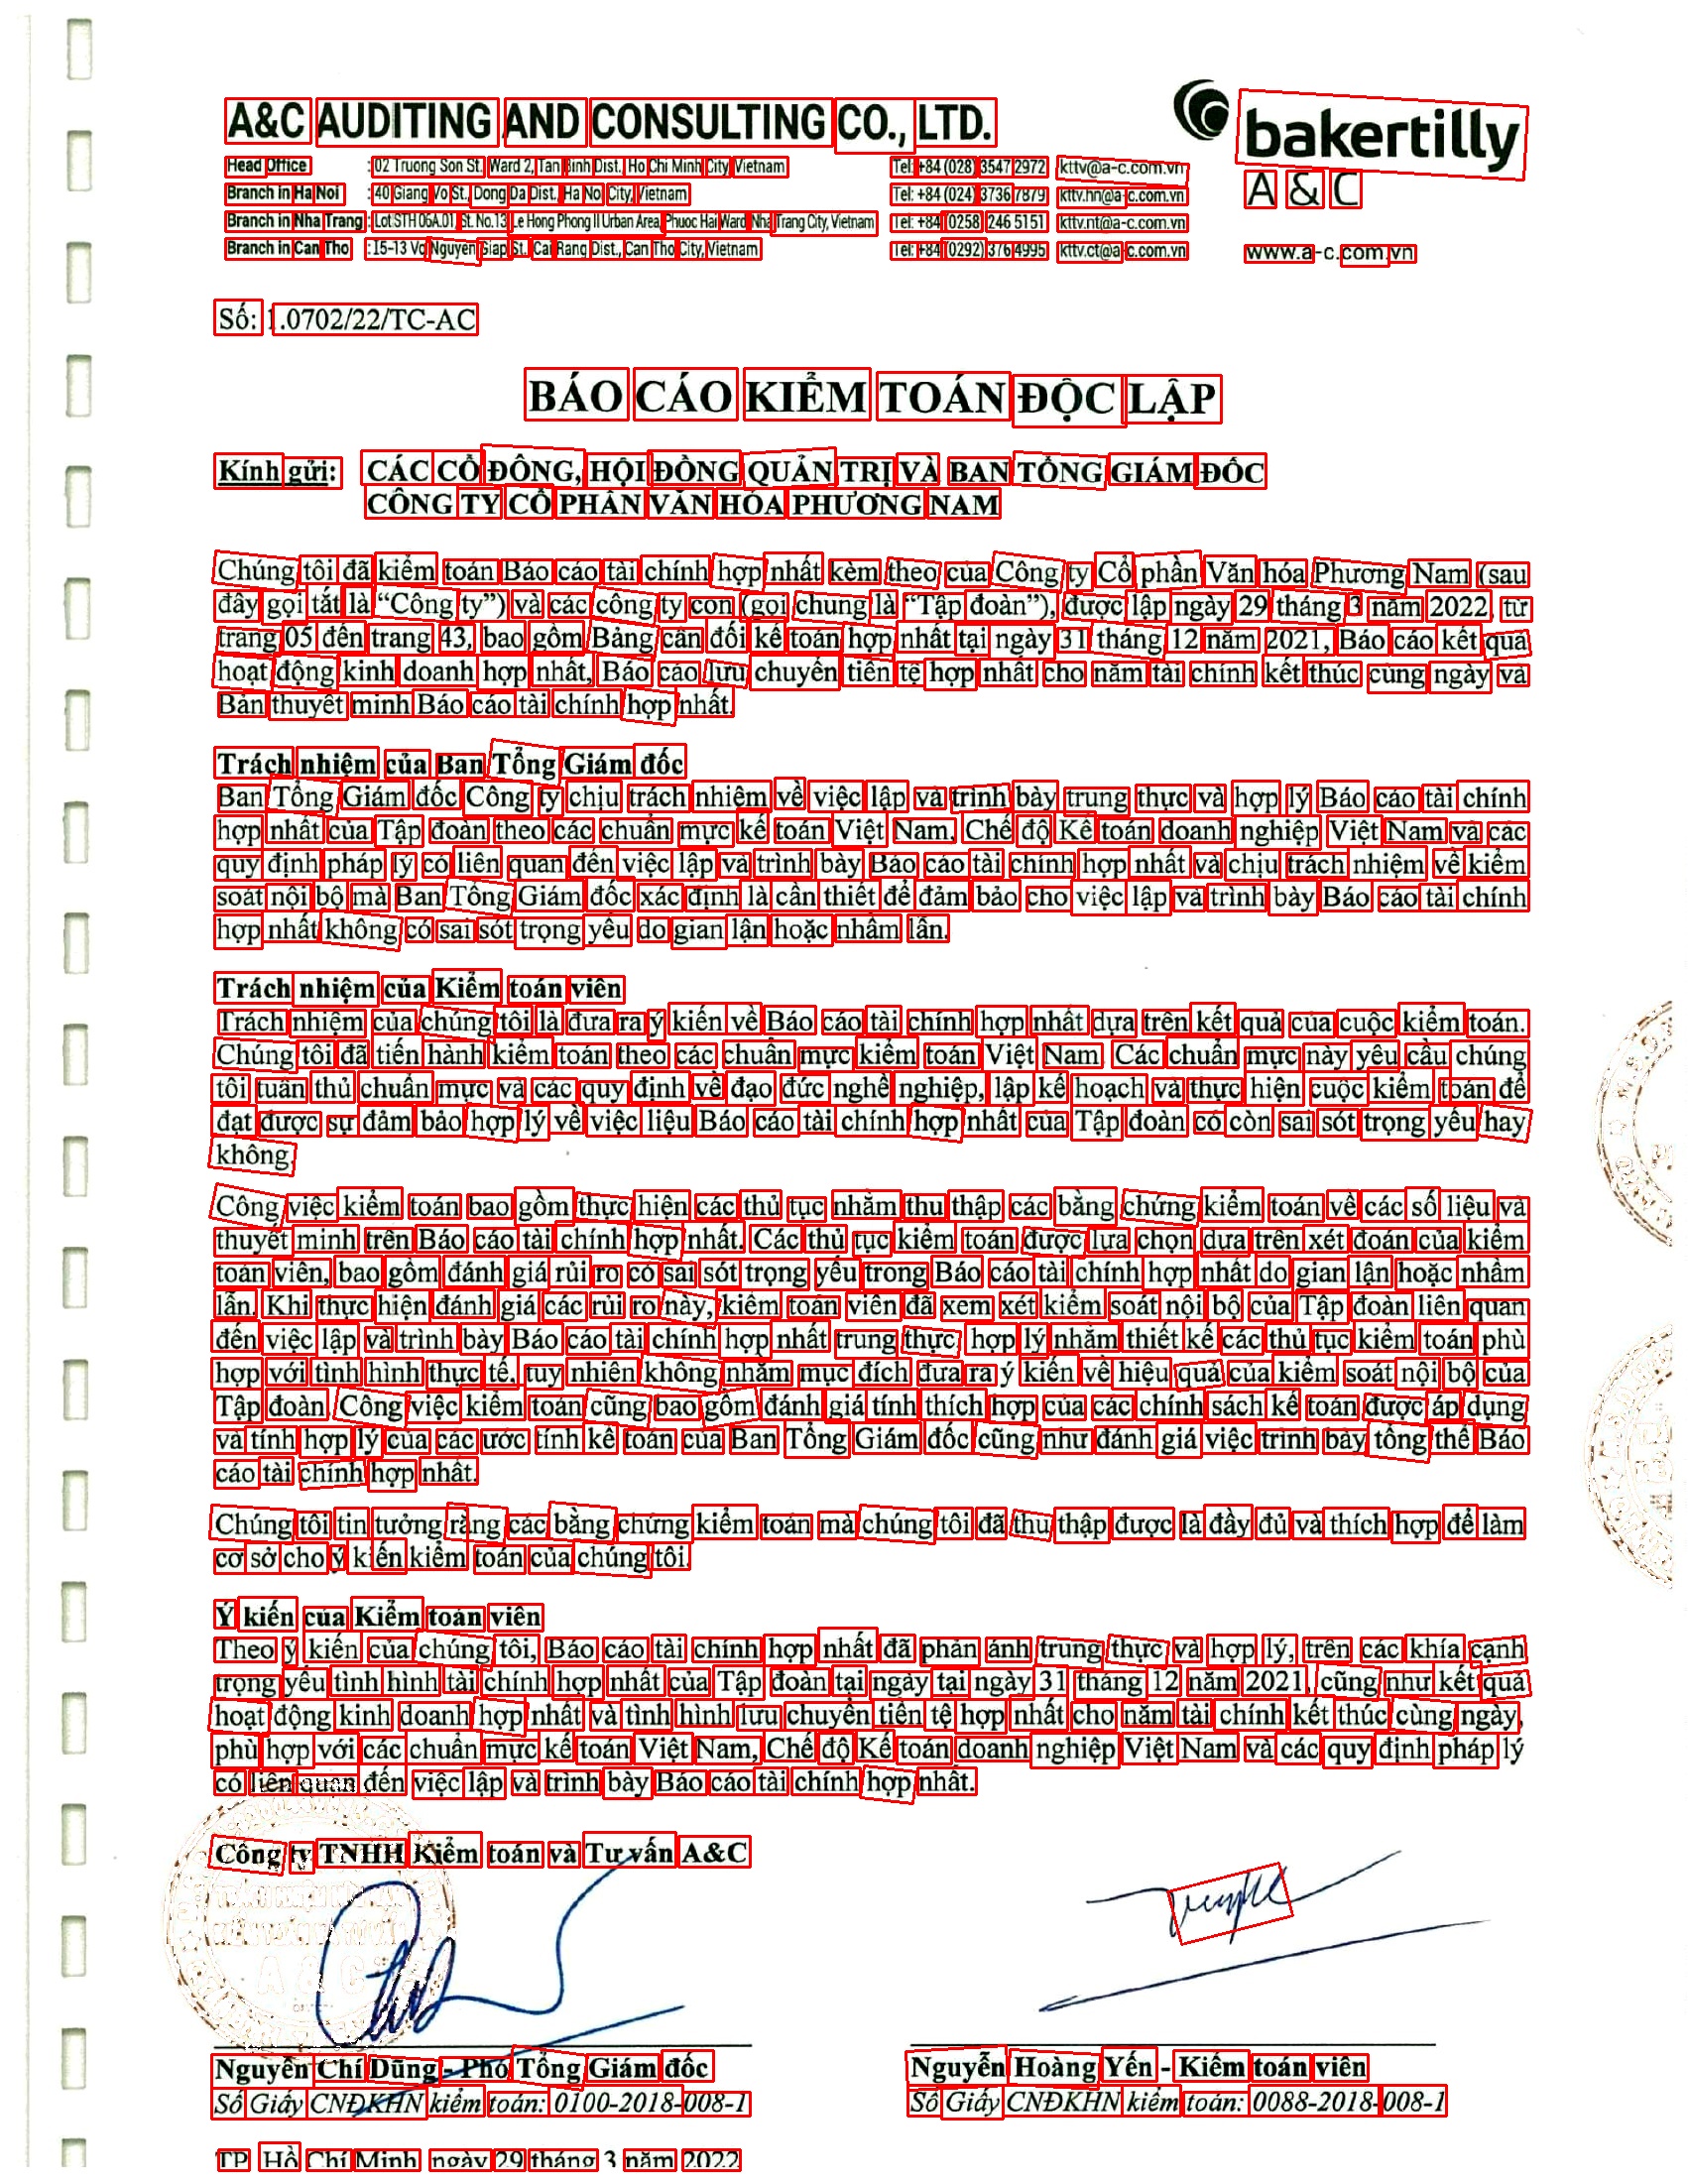 A&C AUDITING AND CONSULTING CO., LTD.
bakertilly
A & C
www.a-c.com.vn
Head Office : 02 Truong Son St., Ward 2, Tan Binh Dist., Ho Chi Minh City, Vietnam Tel: +84 (028) 3547 2972 kttv@a-c.com.vn
Branch in Ha Noi : 40 Giang Vo St., Dong Da Dist., Ha Noi City, Vietnam Tel: +84 (024) 3736 7879 kttv.hn@a-c.com.vn
Branch in Nha Trang : Lot STH 06A.01, St. No.13, Le Hong Phong II Urban Area, Phuoc Hai Ward, Nha Trang City, Vietnam Tel: +84 (0258) 246 5151 kttv.nt@a-c.com.vn
Branch in Can Tho : 15-13 Vo Nguyen Giap St., Cai Rang Dist., Can Tho City, Vietnam Tel: +84 (0292) 376 4995 kttv.ct@a-c.com.vn
Số: 1.0702/22/TC-AC
BÁO CÁO KIỂM TOÁN ĐỘC LẬP
Kính gửi: CÁC CỔ ĐÔNG, HỘI ĐỒNG QUẢN TRỊ VÀ BAN TỔNG GIÁM ĐỐC
CÔNG TY CỔ PHẦN VĂN HÓA PHƯƠNG NAM
Chúng tôi đã kiểm toán Báo cáo tài chính hợp nhất kèm theo của Công ty Cổ phần Văn hóa Phương Nam (sau
đây gọi tắt là “Công ty”) và các công ty con (gọi chung là “Tập đoàn”), được lập ngày 29 tháng 3 năm 2022, từ
trang 05 đến trang 43, bao gồm Bảng cân đối kế toán hợp nhất tại ngày 31 tháng 12 năm 2021, Báo cáo kết quả
hoạt động kinh doanh hợp nhất, Báo cáo lưu chuyển tiền tệ hợp nhất cho năm tài chính kết thúc cùng ngày và
Bản thuyết minh Báo cáo tài chính hợp nhất.
Trách nhiệm của Ban Tổng Giám đốc
Ban Tổng Giám đốc Công ty chịu trách nhiệm về việc lập và trình bày trung thực và hợp lý Báo cáo tài chính
hợp nhất của Tập đoàn theo các chuẩn mực kế toán Việt Nam, Chế độ Kế toán doanh nghiệp Việt Nam và các
quy định pháp lý có liên quan đến việc lập và trình bày Báo cáo tài chính hợp nhất và chịu trách nhiệm về kiểm
soát nội bộ mà Ban Tổng Giám đốc xác định là cần thiết để đảm bảo cho việc lập và trình bày Báo cáo tài chính
hợp nhất không có sai sót trọng yếu do gian lận hoặc nhầm lẫn.
Trách nhiệm của Kiểm toán viên
Trách nhiệm của chúng tôi là đưa ra ý kiến về Báo cáo tài chính hợp nhất dựa trên kết quả của cuộc kiểm toán.
Chúng tôi đã tiến hành kiểm toán theo các chuẩn mực kiểm toán Việt Nam. Các chuẩn mực này yêu cầu chúng
tôi tuân thủ chuẩn mực và các quy định về đạo đức nghề nghiệp, lập kế hoạch và thực hiện cuộc kiểm toán để
đạt được sự đảm bảo hợp lý về việc liệu Báo cáo tài chính hợp nhất của Tập đoàn có còn sai sót trọng yếu hay
không.
Công việc kiểm toán bao gồm thực hiện các thủ tục nhằm thu thập các bằng chứng kiểm toán về các số liệu và
thuyết minh trên Báo cáo tài chính hợp nhất. Các thủ tục kiểm toán được lựa chọn dựa trên xét đoán của kiểm
toán viên, bao gồm đánh giá rủi ro có sai sót trọng yếu trong Báo cáo tài chính hợp nhất do gian lận hoặc nhầm
lẫn. Khi thực hiện đánh giá các rủi ro này, kiểm toán viên đã xem xét kiểm soát nội bộ của Tập đoàn liên quan
đến việc lập và trình bày Báo cáo tài chính hợp nhất trung thực, hợp lý nhằm thiết kế các thủ tục kiểm toán phù
hợp với tình hình thực tế, tuy nhiên không nhằm mục đích đưa ra ý kiến về hiệu quả của kiểm soát nội bộ của
Tập đoàn. Công việc kiểm toán cũng bao gồm đánh giá tính thích hợp của các chính sách kế toán được áp dụng
và tính hợp lý của các ước tính kế toán của Ban Tổng Giám đốc cũng như đánh giá việc trình bày tổng thể Báo
cáo tài chính hợp nhất.
Chúng tôi tin tưởng rằng các bằng chứng kiểm toán mà chúng tôi đã thu thập được là đầy đủ và thích hợp để làm
cơ sở cho ý kiến kiểm toán của chúng tôi.
Ý kiến của Kiểm toán viên
Theo ý kiến của chúng tôi, Báo cáo tài chính hợp nhất đã phản ánh trung thực và hợp lý, trên các khía cạnh
trọng yếu tình hình tài chính hợp nhất của Tập đoàn tại ngày tại ngày 31 tháng 12 năm 2021, cũng như kết quả
hoạt động kinh doanh hợp nhất và tình hình lưu chuyển tiền tệ hợp nhất cho năm tài chính kết thúc cùng ngày,
phù hợp với các chuẩn mực kế toán Việt Nam, Chế độ Kế toán doanh nghiệp Việt Nam và các quy định pháp lý
có liên quan đến việc lập và trình bày Báo cáo tài chính hợp nhất.
Công ty TNHH Kiểm toán và Tư vấn A&C
A & C
Nguyễn Chí Dũng - Phó Tổng Giám đốc
Số Giấy CNĐKHN kiểm toán: 0100-2018-008-1
Nguyễn Hoàng Yến - Kiểm toán viên
Số Giấy CNĐKHN kiểm toán: 0088-2018-008-1
TP. Hồ Chí Minh, ngày 29 tháng 3 năm 2022